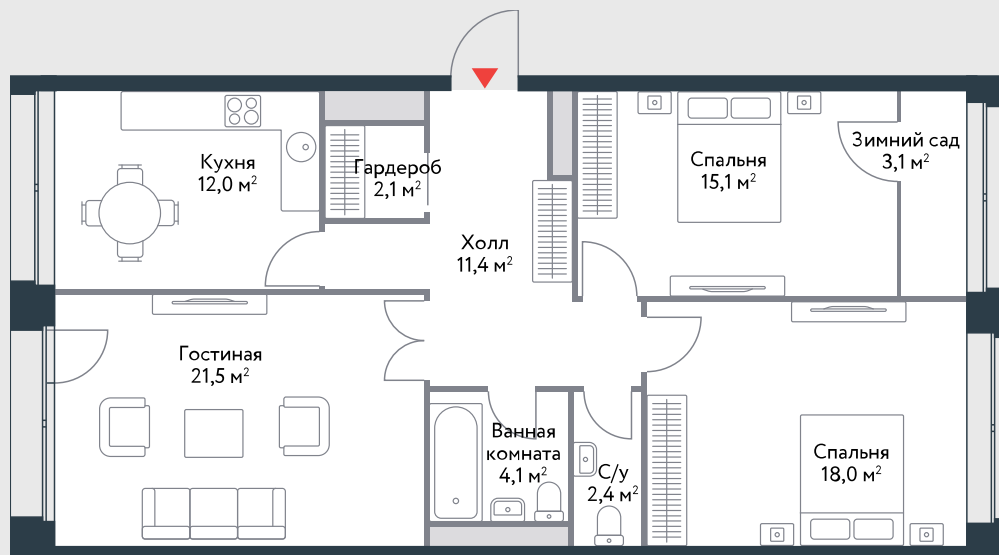 Кухня
12,0 м²
Гардероб
2,1 м²
Холл
11,4 м²
Спальня
15,1 м²
Зимний сад
3,1 м²
Гостиная
21,5 м²
Ванная
комната
4,1 м²
С/у
2,4 м²
Спальня
18,0 м²